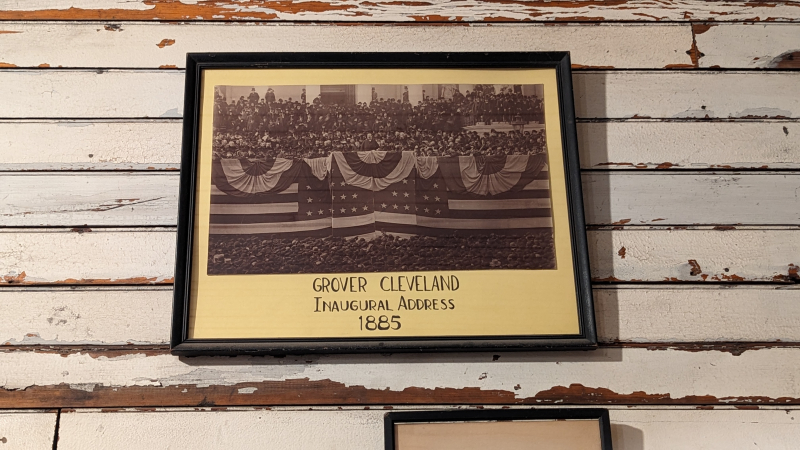 GROVER CLEVELAND
INAUGURAL ADDRESS
1885